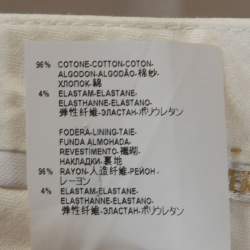 96% COTONE-COTTON-COTON-
ALGODON-ALGODÃO-棉紗-
ХЛОПОК-綿
4% ELASTAM-ELASTANE-
ELASTHANNE-ELASTANO-
弹性纤维-ЭЛАСТАН-ポリウレタン
FODERA-LINING-TAIE-
FUNDA ALMOHADA-
REVESTIMENTO-
НАКЛАДКИ-裏地
96% RAYON-人造纤维-РЕЙОН-
レーヨン
4% ELASTAM-ELASTANE-
ELASTHANNE-ELASTANO-
弹性纤维-ЭЛАСТАН-ポリウレタン